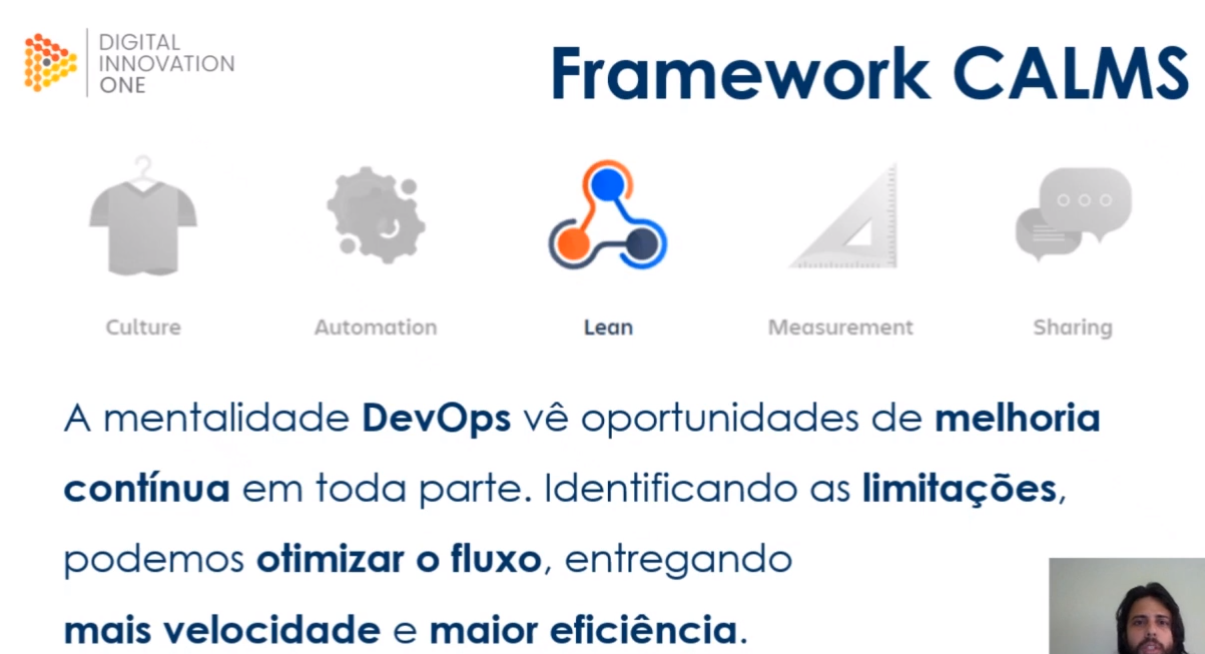 DIGITAL
INNOVATION
ONE
Framework CALMS
Culture
Automation
Lean
Measurement
Sharing
A mentalidade DevOps vê oportunidades de melhoria
contínua em toda parte. Identificando as limitações,
podemos otimizar o fluxo, entregando
mais velocidade e maior eficiência.